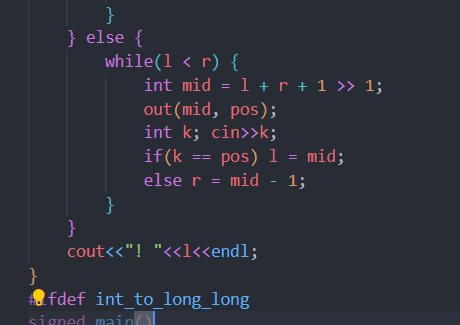 }
} else {
while(l < r) {
int mid = l + r + 1 >> 1;
out(mid, pos);
int k; cin>>k;
if(k == pos) l = mid;
else r = mid - 1;
}
}
cout<<"! "<<l<<endl;
}
#ifdef int_to_long_long
signed main()